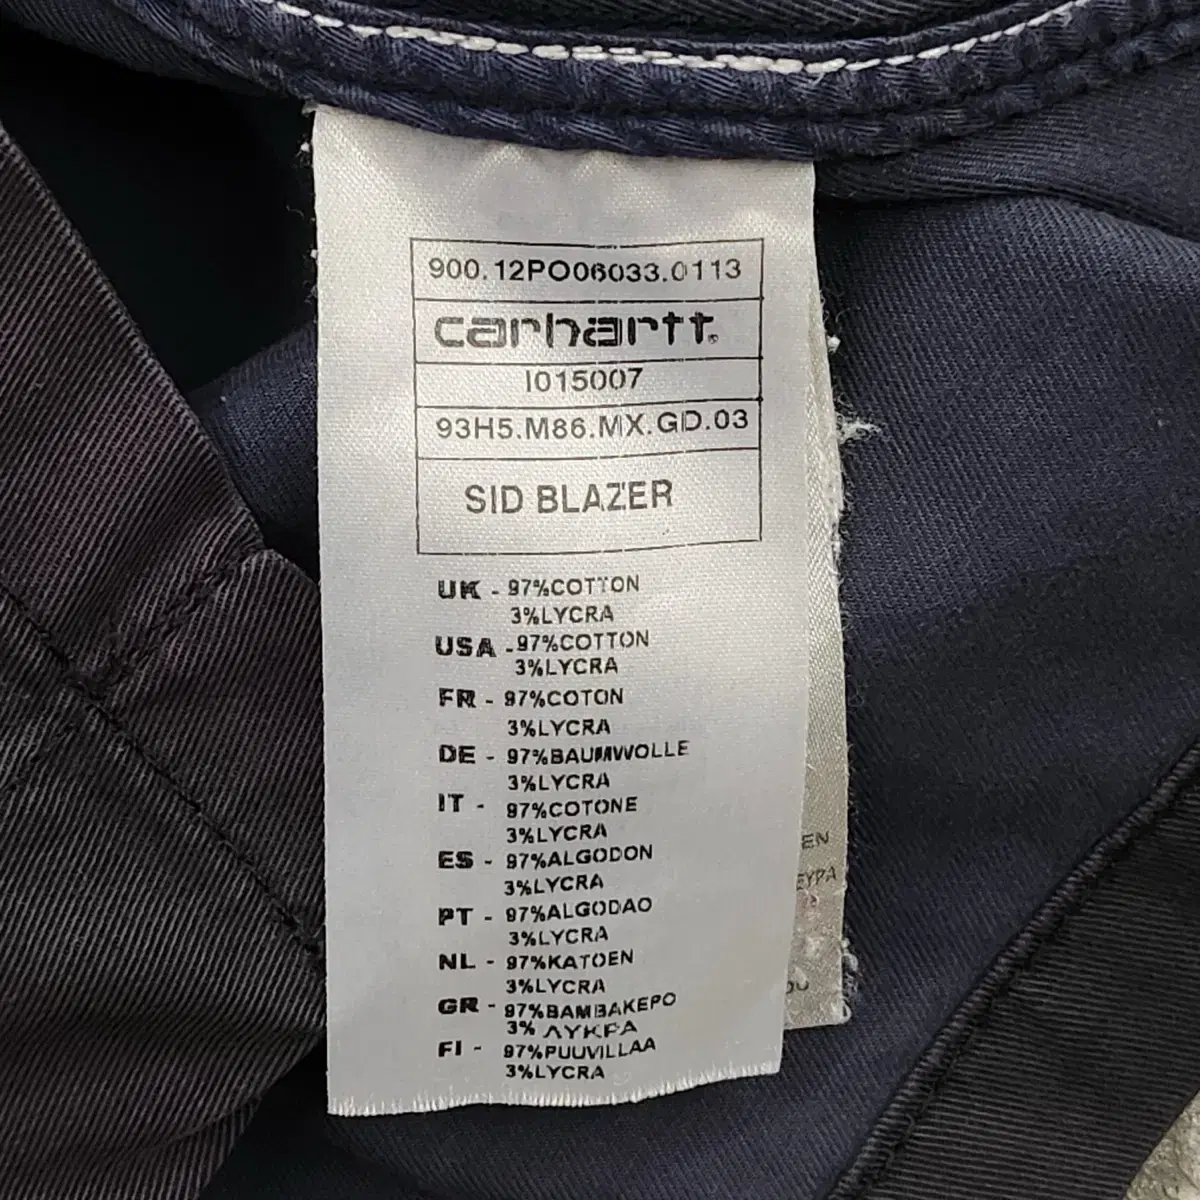 900.12PO06033.0113
carhartt.
I015007
93H5.M86.MX.GD.03
SID BLAZER
UK - 97%COTTON
3%LYCRA
USA -97%COTTON
3%LYCRA
FR - 97%COTON
3%LYCRA
DE - 97%BAUMWOLLE
3%LYCRA
IT - 97%COTONE
3%LYCRA
ES - 97%ALGODON
3%LYCRA
PT - 97%ALGODAO
3%LYCRA
NL - 97%KATOEN
3%LYCRA
GR - 97%BAMBAKEPO
3% ΛYKPA
FI - 97%PUUVILLAA
3%LYCRA
EN